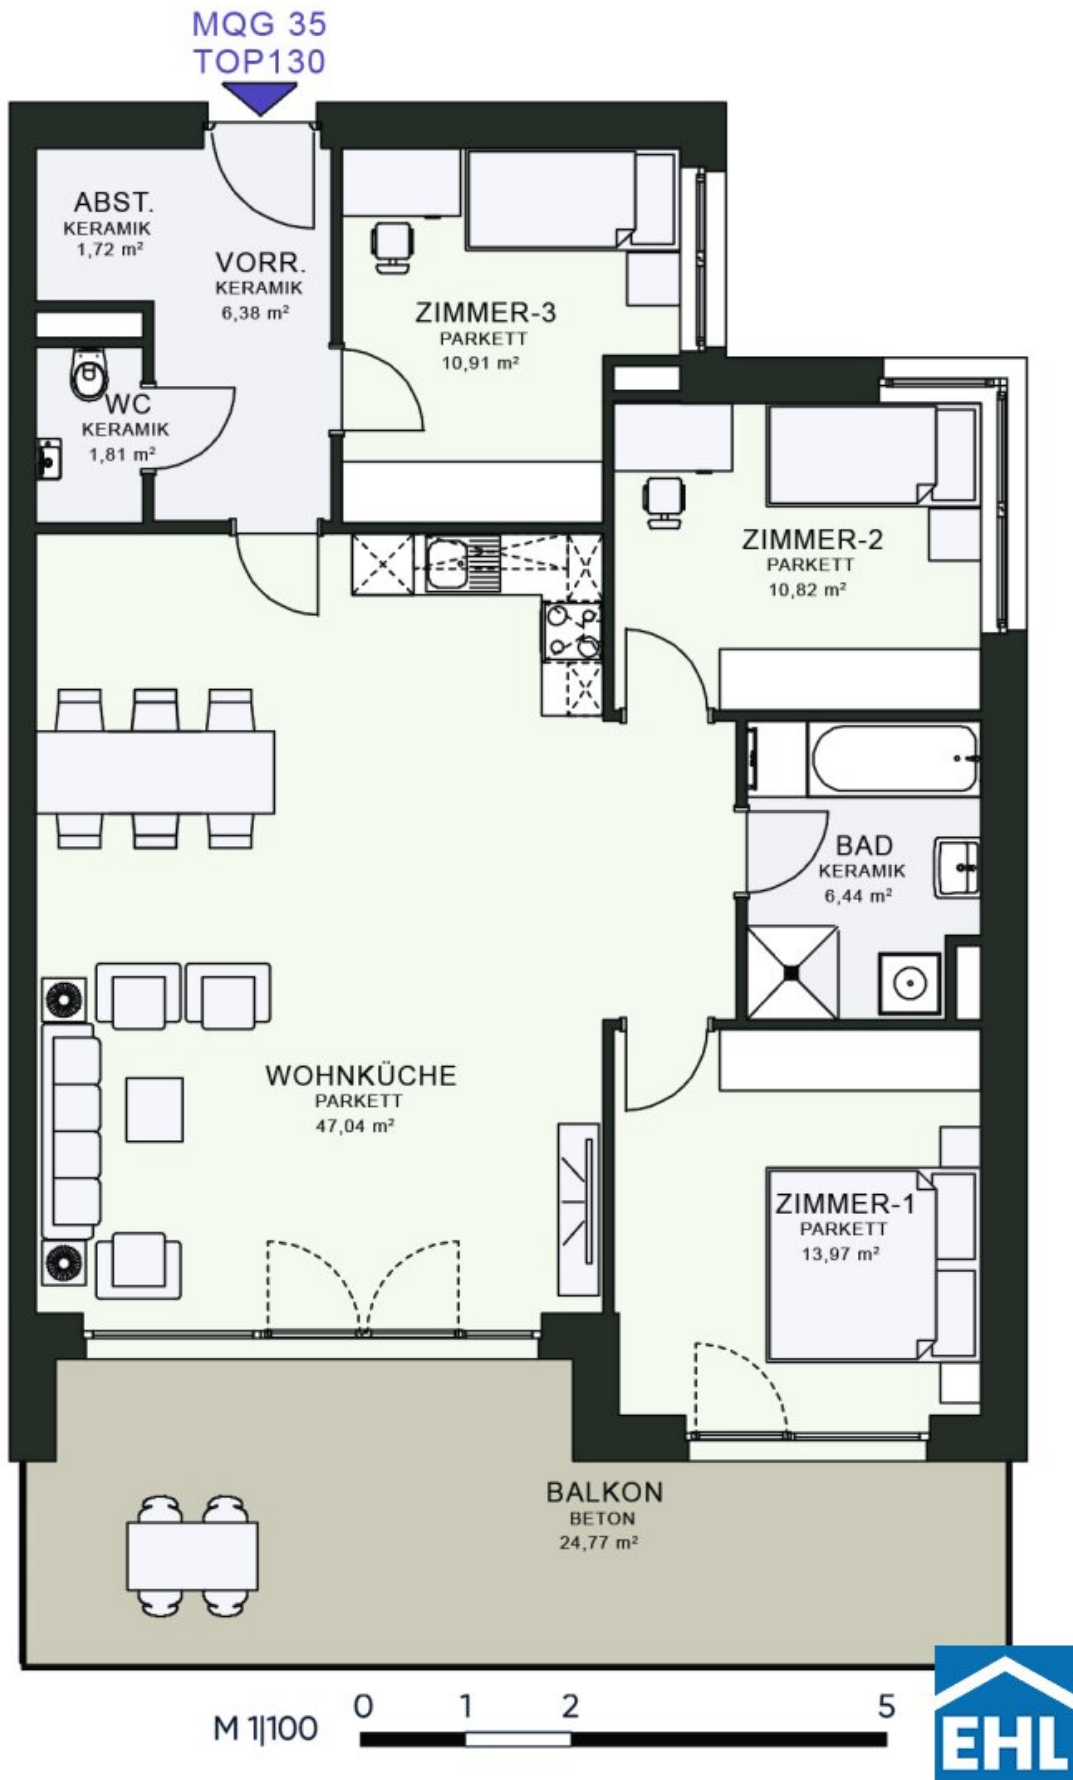 MQG 35
TOP130
ABST.
KERAMIK
1,72 m²
VORR.
KERAMIK
6,38 m²
ZIMMER-3
PARKETT
10,91 m²
WC
KERAMIK
1,81 m²
ZIMMER-2
PARKETT
10,82 m²
BAD
KERAMIK
6,44 m²
WOHNKÜCHE
PARKETT
47,04 m²
ZIMMER-1
PARKETT
13,97 m²
BALKON
BETON
24,77 m²
M 1|100
0 1 2 5
EHL